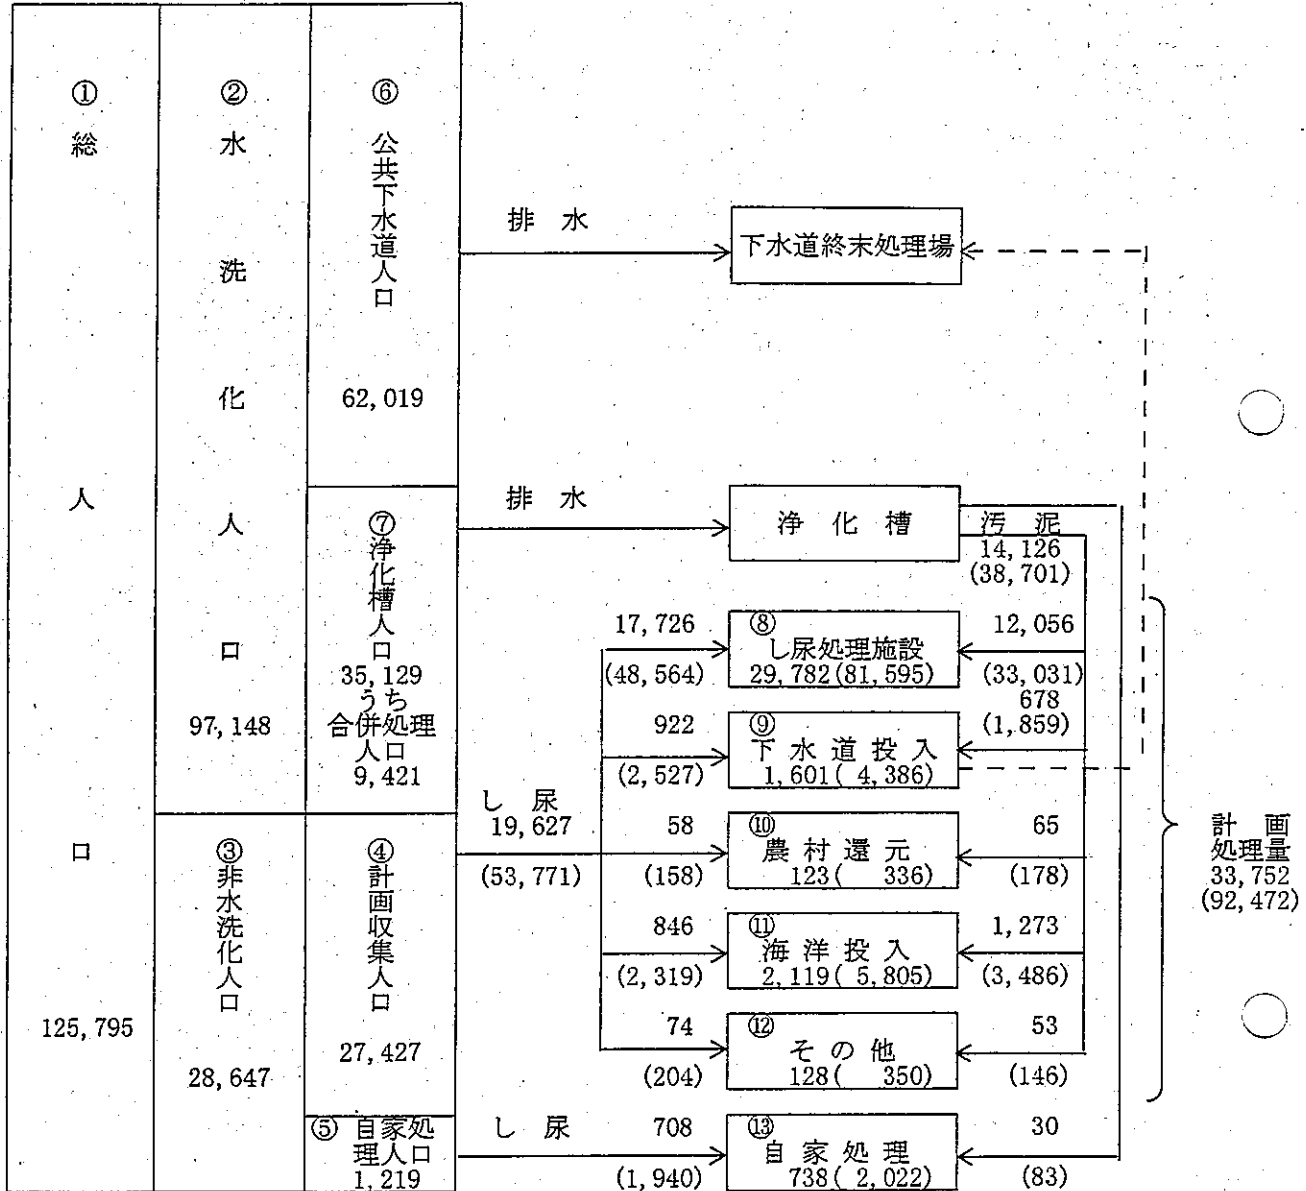 ①
総人口
125,795
②
水洗化人口
97,148
⑥
公共下水道人口
62,019
⑦
浄化槽人口
35,129
うち
合併処理
人口
9,421
③
非水洗化人口
28,647
④
計画収集人口
27,427
⑤ 自家処
理人口
1,219
排水
下水道終末処理場
排水
浄化槽
汚泥
14,126
(38,701)
し尿
19,627
(53,771)
17,726
(48,564)
⑧
し尿処理施設
29,782(81,595)
12,056
(33,031)
922
(2,527)
⑨
下水道投入
1,601( 4,386)
678
(1,859)
58
(158)
⑩
農村還元
123( 336)
65
(178)
846
(2,319)
⑪
海洋投入
2,119( 5,805)
1,273
(3,486)
74
(204)
⑫
その他
128( 350)
53
(146)
し尿
708
(1,940)
⑬
自家処理
738( 2,022)
30
(83)
計画
処理量
33,752
(92,472)